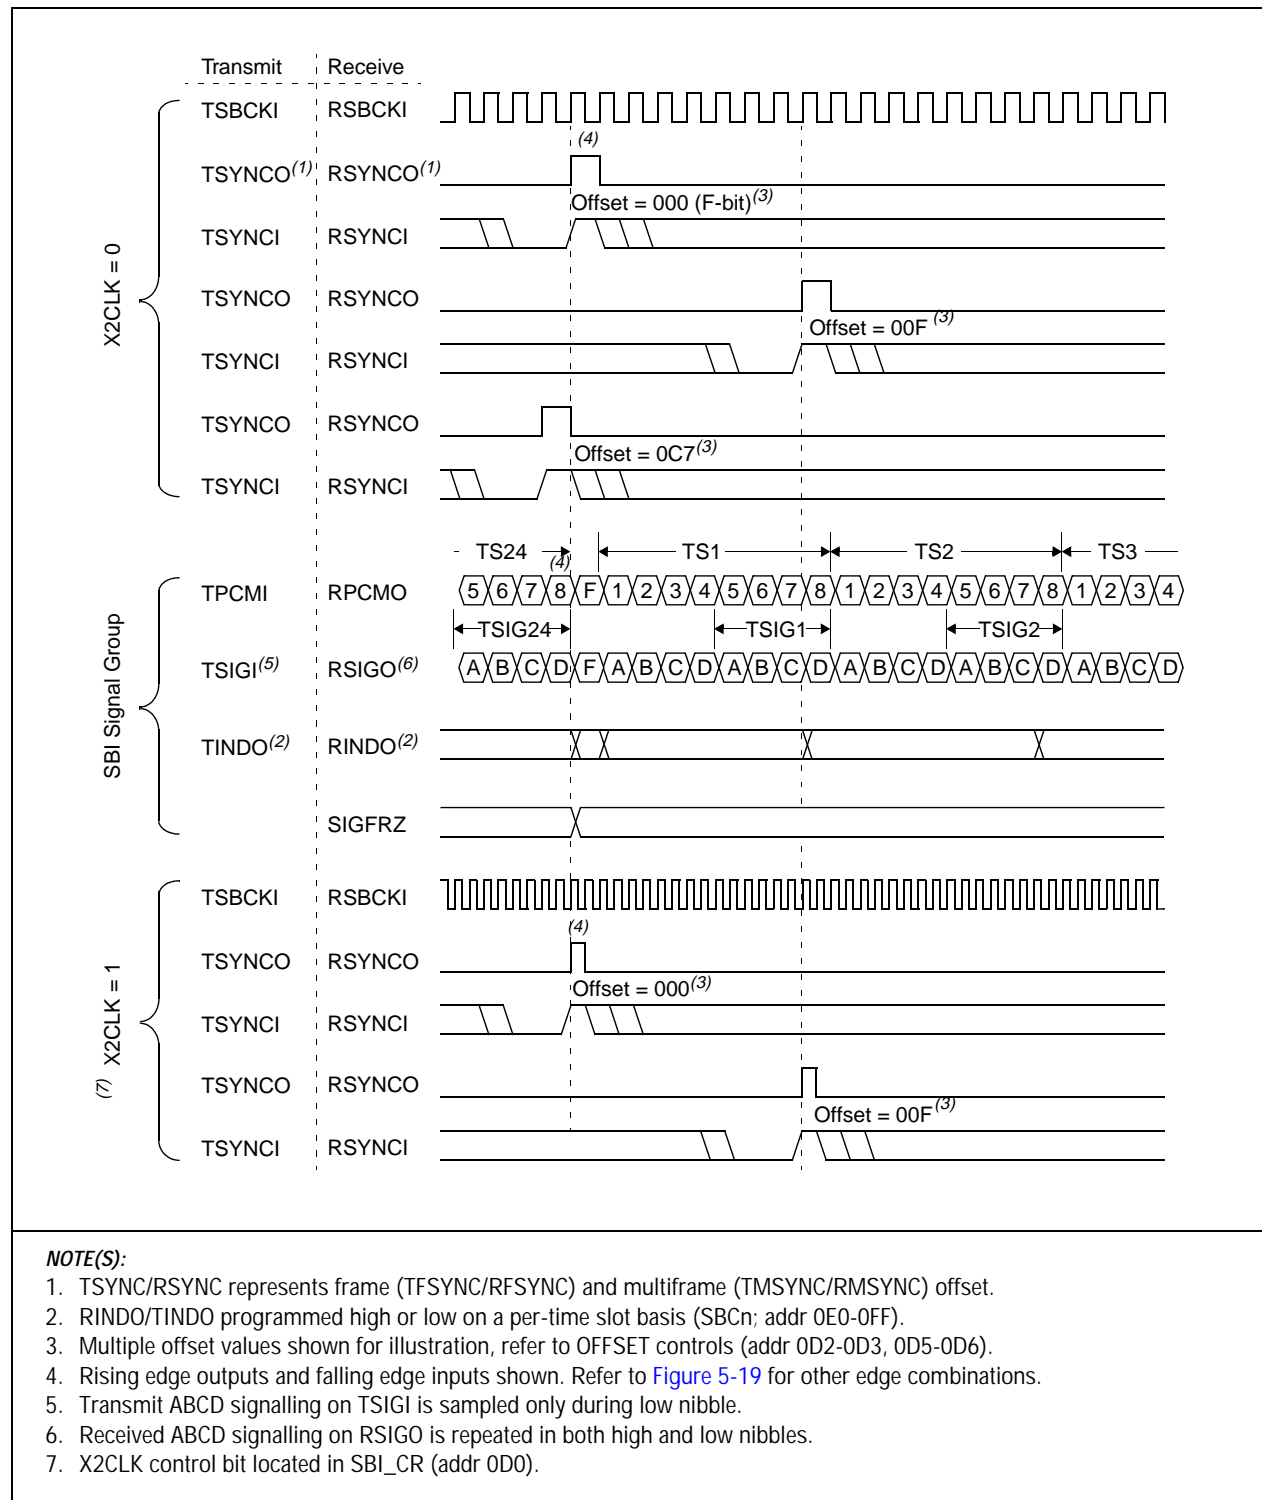 Transmit Receive
TSBCKI RSBCKI
(4)
TSYNCO(1) RSYNCO(1)
Offset = 000 (F-bit)(3)
TSYNCI RSYNCI
X2CLK = 0
TSYNCO RSYNCO
Offset = 00F (3)
TSYNCI RSYNCI
TSYNCO RSYNCO
Offset = 0C7(3)
TSYNCI RSYNCI
TS24 TS1 TS2 TS3
(4)
TPCMI RPCMO 5 6 7 8 F 1 2 3 4 5 6 7 8 1 2 3 4 5 6 7 8 1 2 3 4
TSIG24 TSIG1 TSIG2
TSIGI(5) RSIGO(6) A B C D F A B C D A B C D A B C D A B C D A B C D
SBI Signal Group
TINDO(2) RINDO(2)
SIGFRZ
TSBCKI RSBCKI
(4)
TSYNCO RSYNCO
Offset = 000(3)
TSYNCI RSYNCI
(7) X2CLK = 1
TSYNCO RSYNCO
Offset = 00F(3)
TSYNCI RSYNCI
NOTE(S):
1. TSYNC/RSYNC represents frame (TFSYNC/RFSYNC) and multiframe (TMSYNC/RMSYNC) offset.
2. RINDO/TINDO programmed high or low on a per-time slot basis (SBCn; addr 0E0-0FF).
3. Multiple offset values shown for illustration, refer to OFFSET controls (addr 0D2-0D3, 0D5-0D6).
4. Rising edge outputs and falling edge inputs shown. Refer to Figure 5-19 for other edge combinations.
5. Transmit ABCD signalling on TSIGI is sampled only during low nibble.
6. Received ABCD signalling on RSIGO is repeated in both high and low nibbles.
7. X2CLK control bit located in SBI_CR (addr 0D0).